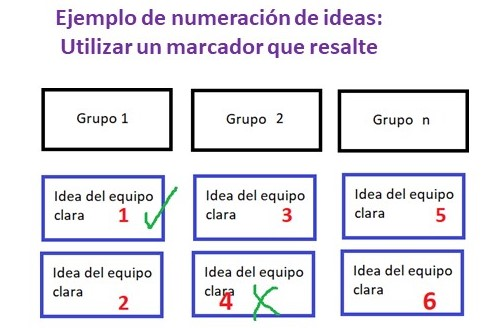 Ejemplo de numeración de ideas:
Utilizar un marcador que resalte
Grupo 1
Grupo 2
Grupo n
Idea del equipo
clara 1
Idea del equipo
clara 3
Idea del equipo
clara 5
Idea del equipo
clara 2
Idea del equipo
clara 4
Idea del equipo
clara 6